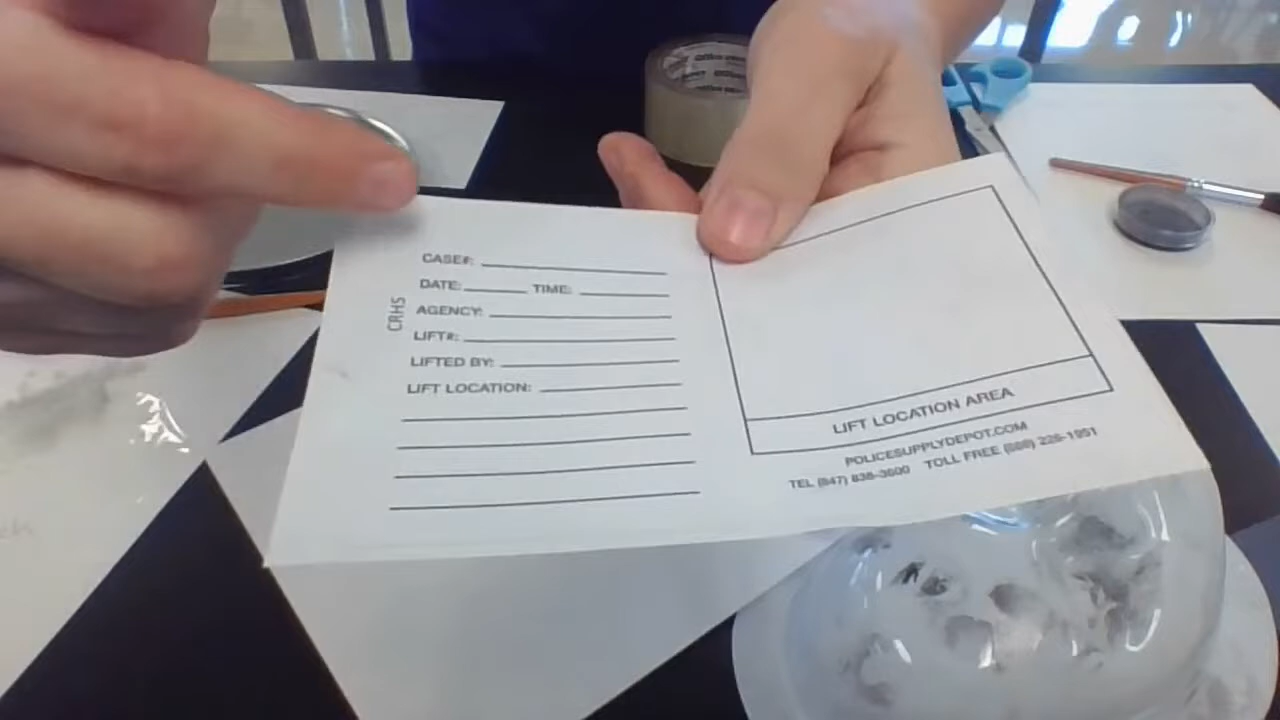 CRHS
CASE#:
DATE: TIME:
AGENCY:
LIFT#:
LIFTED BY:
LIFT LOCATION:
LIFT LOCATION AREA
POLICESUPPLYDEPOT.COM
TEL (847) 838-3600 TOLL FREE (888) 226-1951